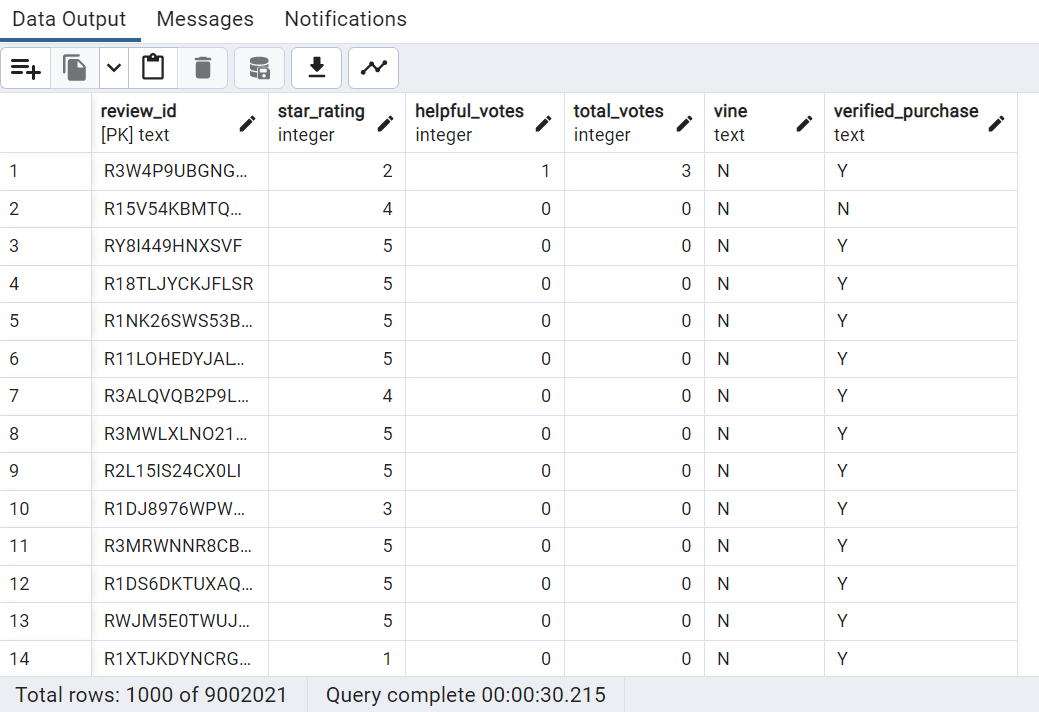 Data Output Messages Notifications
review_id star_rating helpful_votes total_votes vine verified_purchase
[PK] text integer integer integer text text
1 R3W4P9UBGNG... 2 1 3 N Y
2 R15V54KBMTQ... 4 0 0 N N
3 RY8I449HNXSVF 5 0 0 N Y
4 R18TLJYCKJFLSR 5 0 0 N Y
5 R1NK26SWS53B... 5 0 0 N Y
6 R11LOHEDYJAL... 5 0 0 N Y
7 R3ALQVQB2P9L... 4 0 0 N Y
8 R3MWLXLNO21... 5 0 0 N Y
9 R2L15IS24CX0LI 5 0 0 N Y
10 R1DJ8976WPW... 3 0 0 N Y
11 R3MRWNNR8CB... 5 0 0 N Y
12 R1DS6DKTUXAQ... 5 0 0 N Y
13 RWJM5E0TWUJ... 5 0 0 N Y
14 R1XTJKDYNCRG... 1 0 0 N Y
Total rows: 1000 of 9002021 Query complete 00:00:30.215